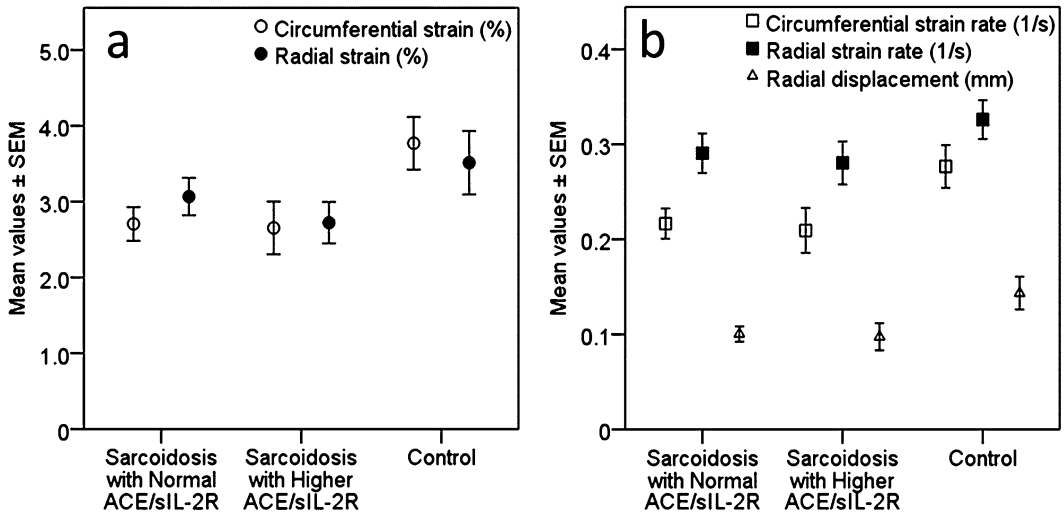 a
Circumferential strain (%)
Radial strain (%)
Mean values ± SEM
5.0
4.0
3.0
2.0
1.0
0
Sarcoidosis
with Normal
ACE/sIL-2R
Sarcoidosis
with Higher
ACE/sIL-2R
Control
b
Circumferential strain rate (1/s)
Radial strain rate (1/s)
Radial displacement (mm)
Mean values ± SEM
0.4
0.3
0.2
0.1
0
Sarcoidosis
with Normal
ACE/sIL-2R
Sarcoidosis
with Higher
ACE/sIL-2R
Control